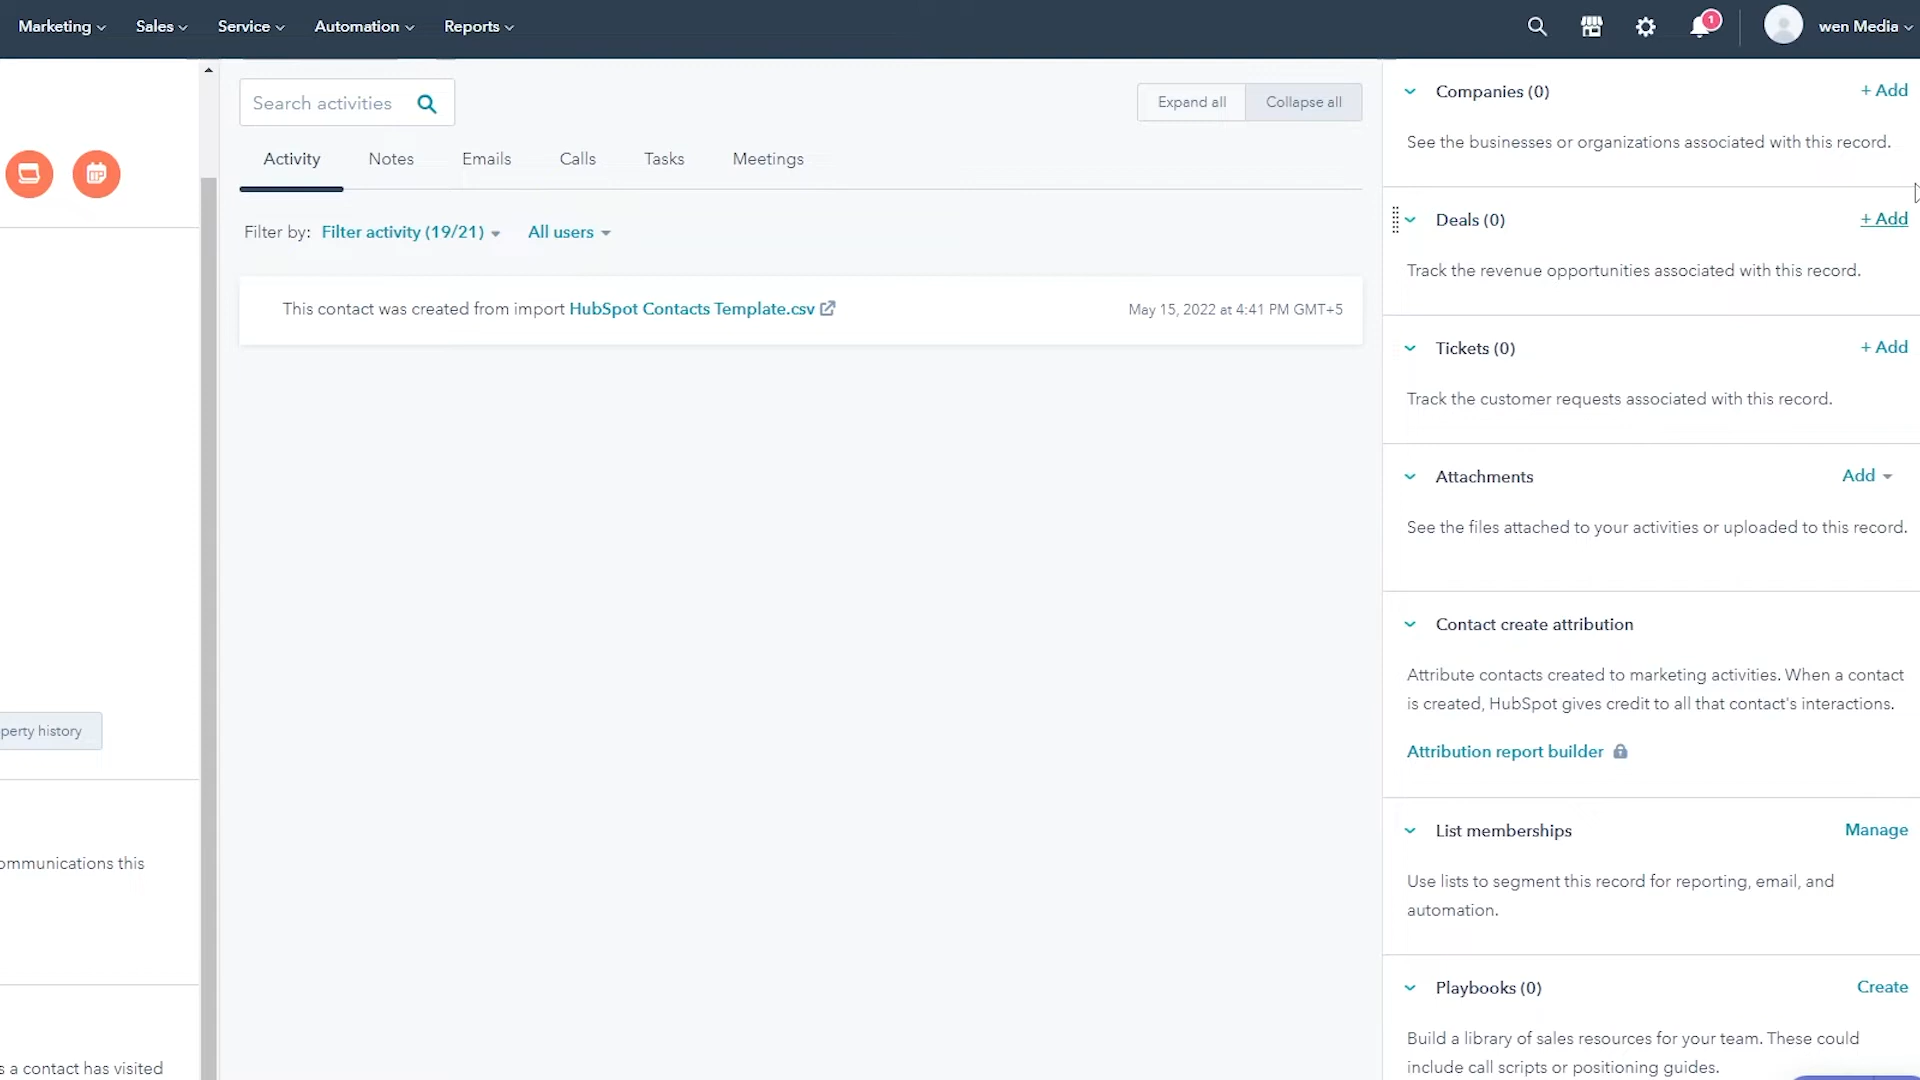 Marketing Sales Service Automation Reports 1 wen Media
Search activities Expand all Collapse all
Activity Notes Emails Calls Tasks Meetings
Filter by: Filter activity (19/21) All users
This contact was created from import HubSpot Contacts Template.csv May 15, 2022 at 4:41 PM GMT+5
perty history
ommunications this
s a contact has visited
Companies (0) + Add
See the businesses or organizations associated with this record.
Deals (0) + Add
Track the revenue opportunities associated with this record.
Tickets (0) + Add
Track the customer requests associated with this record.
Attachments Add
See the files attached to your activities or uploaded to this record.
Contact create attribution
Attribute contacts created to marketing activities. When a contact
is created, HubSpot gives credit to all that contact's interactions.
Attribution report builder
List memberships Manage
Use lists to segment this record for reporting, email, and
automation.
Playbooks (0) Create
Build a library of sales resources for your team. These could
include call scripts or positioning guides.